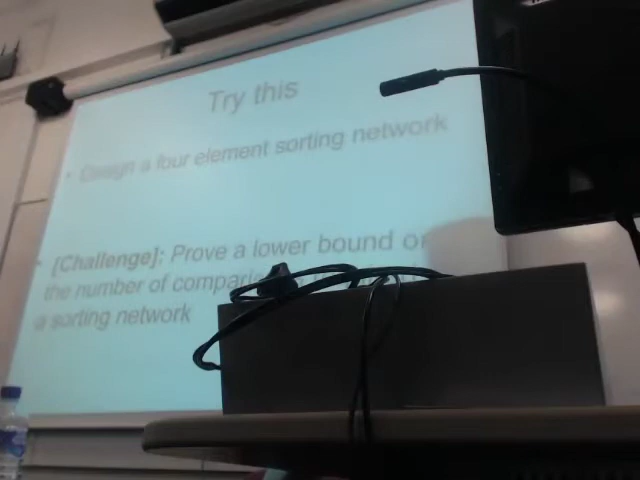 Try this
• Design a four element sorting network
• [Challenge]: Prove a lower bound on
the number of
a sorting network